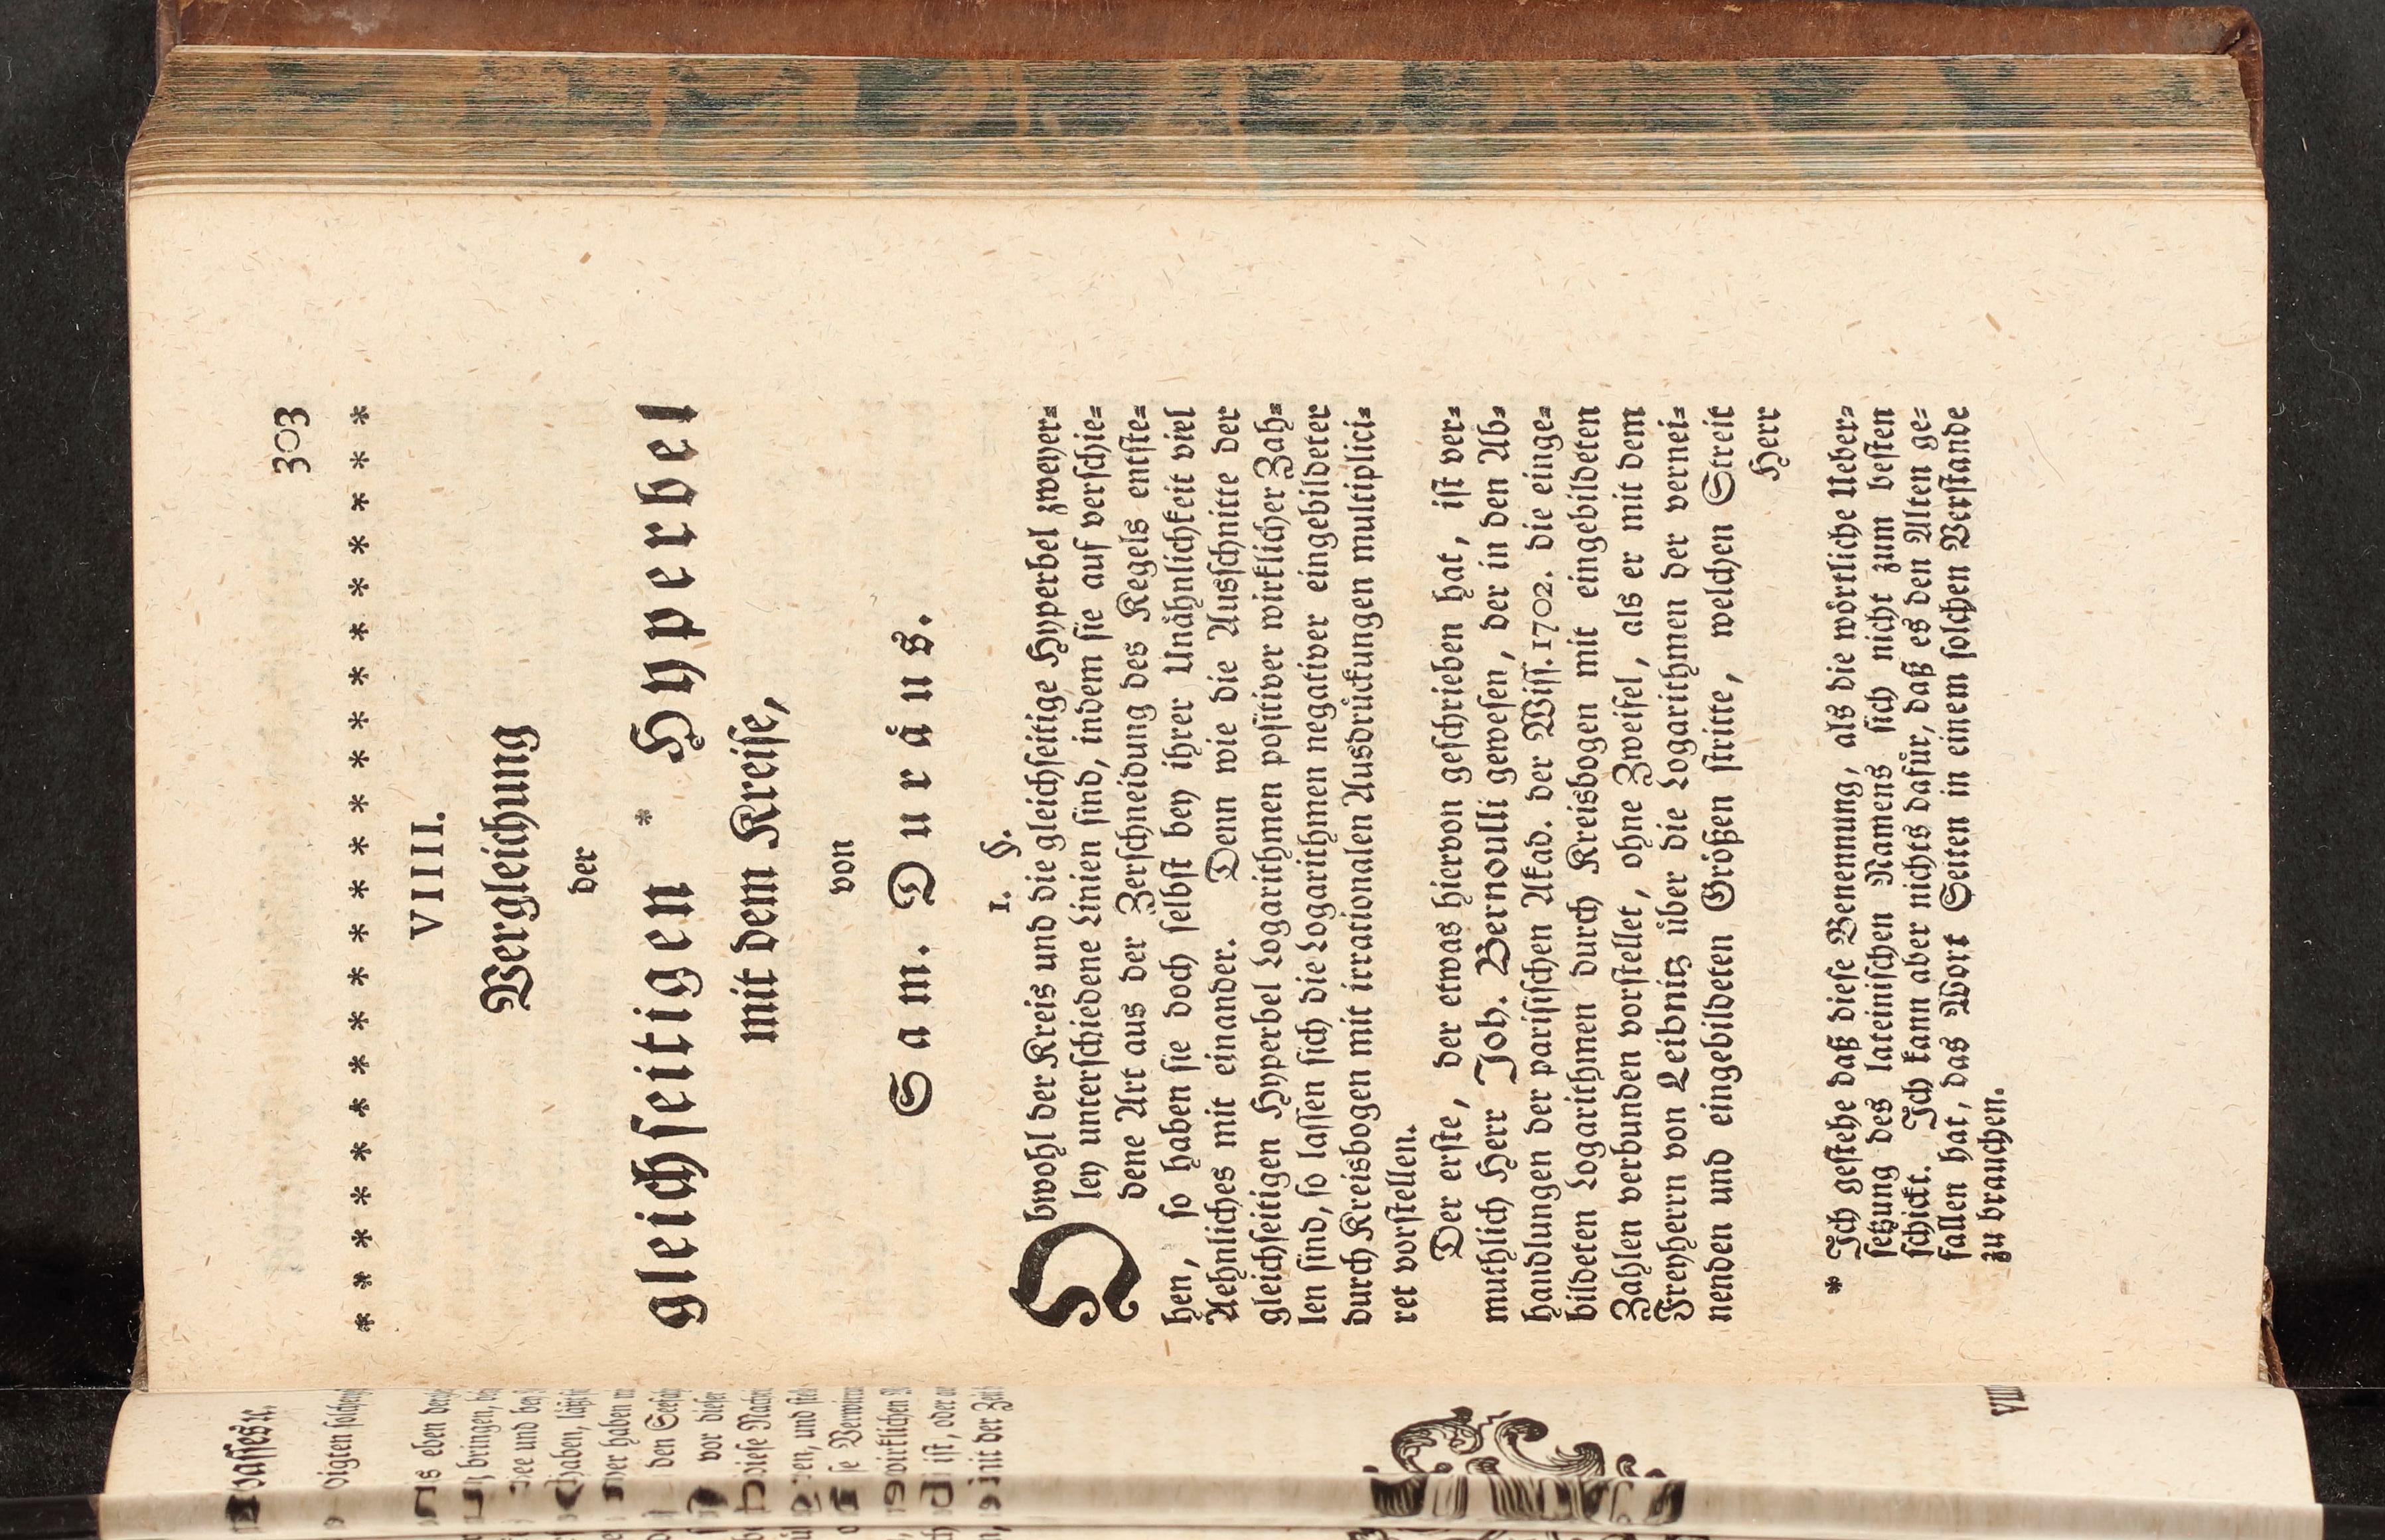 303
* * * * * * * * * * * * * * * * * * * * * *
VIIII.
Vergleichung
der
gleichſeitigen * Hyperbel
mit dem Kreiſe,
von
Sam. Duråus.
1. §.
Obwohl der Kreis und die gleichſeitige Hyperbel zweyer⸗
ley unterſchiedene Linien ſind, indem ſie auf verſchie⸗
dene Art aus der Zerſchneidung des Kegels entſte⸗
hen, ſo haben ſie doch ſelbſt bey ihrer Unåhnlichkeit viel
Aehnliches mit einander. Denn wie die Ausſchnitte der
gleichſeitigen Hyperbel Logarithmen poſitiver wirklicher Zah⸗
len ſind, ſo laſſen ſich die Logarithmen negativer eingebildeter
durch Kreisbogen mit irrationalen Ausdrůckungen multiplici⸗
ret vorſtellen.
Der erſte, der etwas hiervon geſchrieben hat, iſt ver⸗
muthlich Herr Joh. Bernoulli geweſen, der in den Ab⸗
handlungen der pariſiſchen Akad. der Wiſſ. 1702. die einge⸗
bildeten Logarithmen durch Kreisbogen mit eingebildeten
Zahlen verbunden vorſtellet, ohne Zweifel, als er mit dem
Freyherrn von Leibnitz ůber die Logarithmen der vernei⸗
nenden und eingebildeten Grőßen ſtritte, welchen Streit
Herr
* Ich geſtehe daß dieſe Benennung, als die wőrtliche Ueber⸗
ſetzung des lateiniſchen Namens ſich nicht zum beſten
ſchickt. Ich kann aber nichts dafůr, daß es den Alten ge⸗
fallen hat, das Wort Seiten in einem ſolchen Verſtande
zu brauchen.